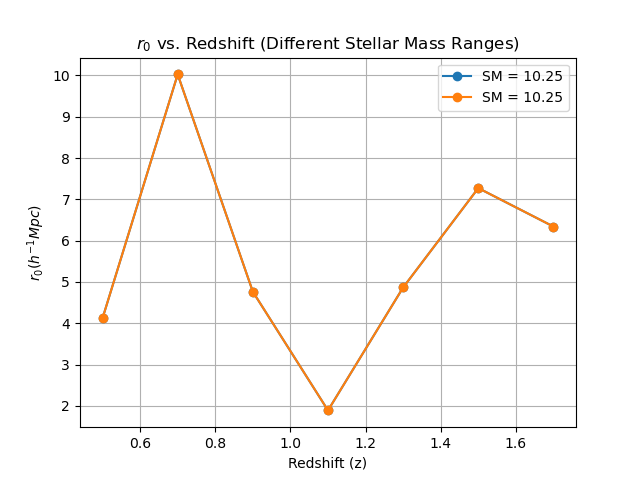 r₀ vs. Redshift (Different Stellar Mass Ranges)
SM = 10.25
SM = 10.25
10
9
8
7
6
5
4
3
2
r₀(h⁻¹Mpc)
0.6 0.8 1.0 1.2 1.4 1.6
Redshift (z)